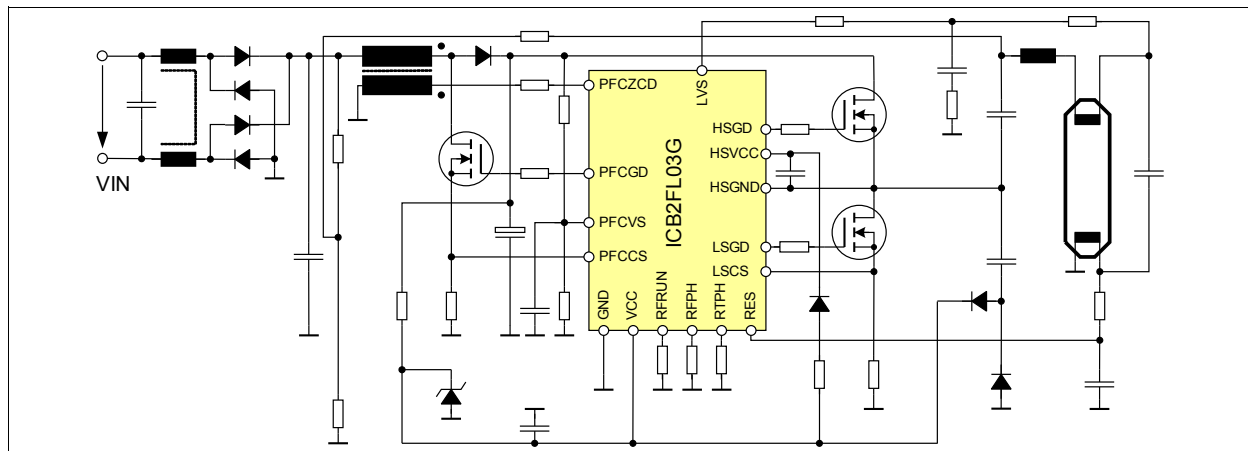 VIN
PFCZCD
PFCGD
PFCVS
PFCCS
LVS
HSGD
HSVCC
HSGND
LSGD
LSCS
ICB2FL03G
GND
VCC
RFRUN
RFPH
RTPH
RES